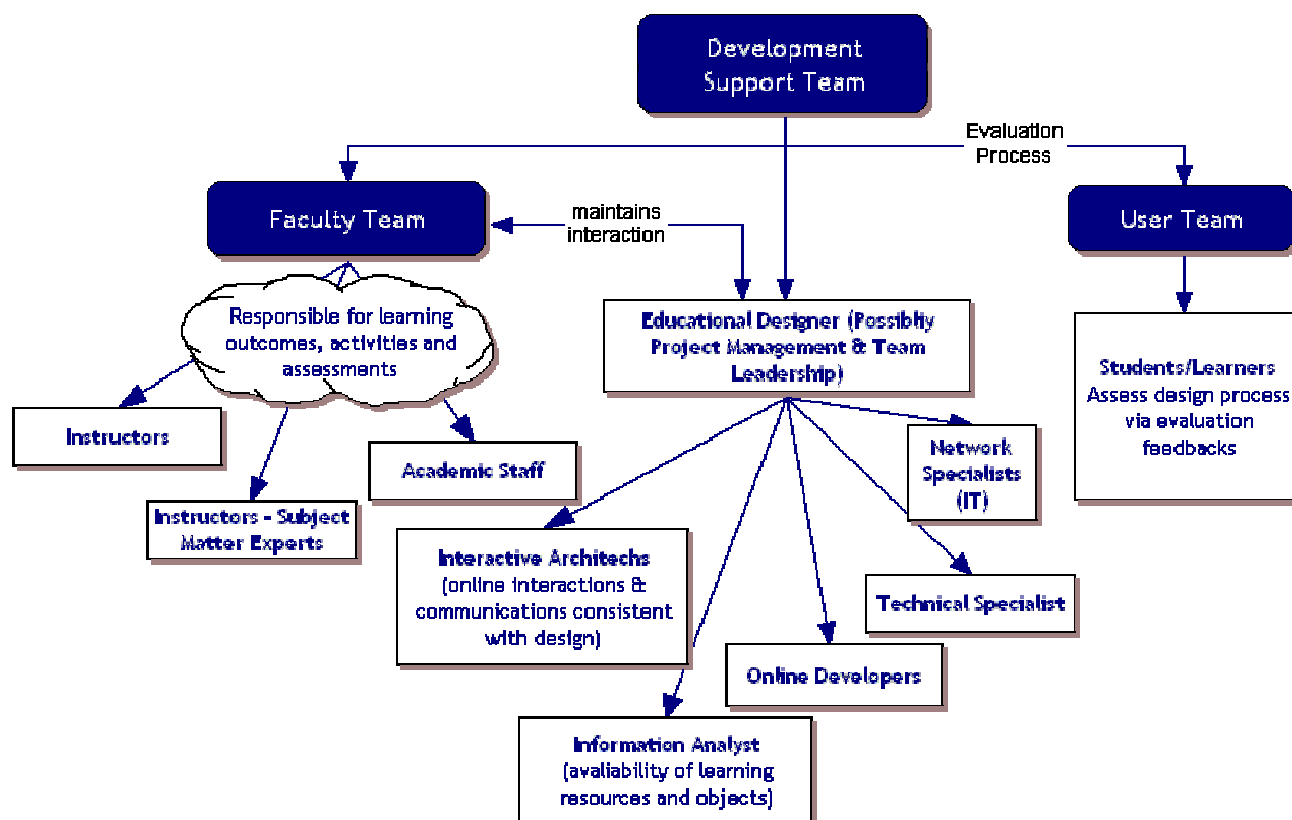 Development
Support Team
Evaluation
Process
Faculty Team
maintains
interaction
User Team
Responsible for learning
outcomes, activities and
assessments
Educational Designer (Possiblity
Project Management & Team
Leadership)
Students/Learners
Assess design process
via evaluation
feedbacks
Instructors
Academic Staff
Network
Specialists
(IT)
Instructors - Subject
Matter Experts
Interactive Architechs
(online interactions &
communications consistent
with design)
Technical Specialist
Online Developers
Information Analyst
(avaliability of learning
resources and objects)